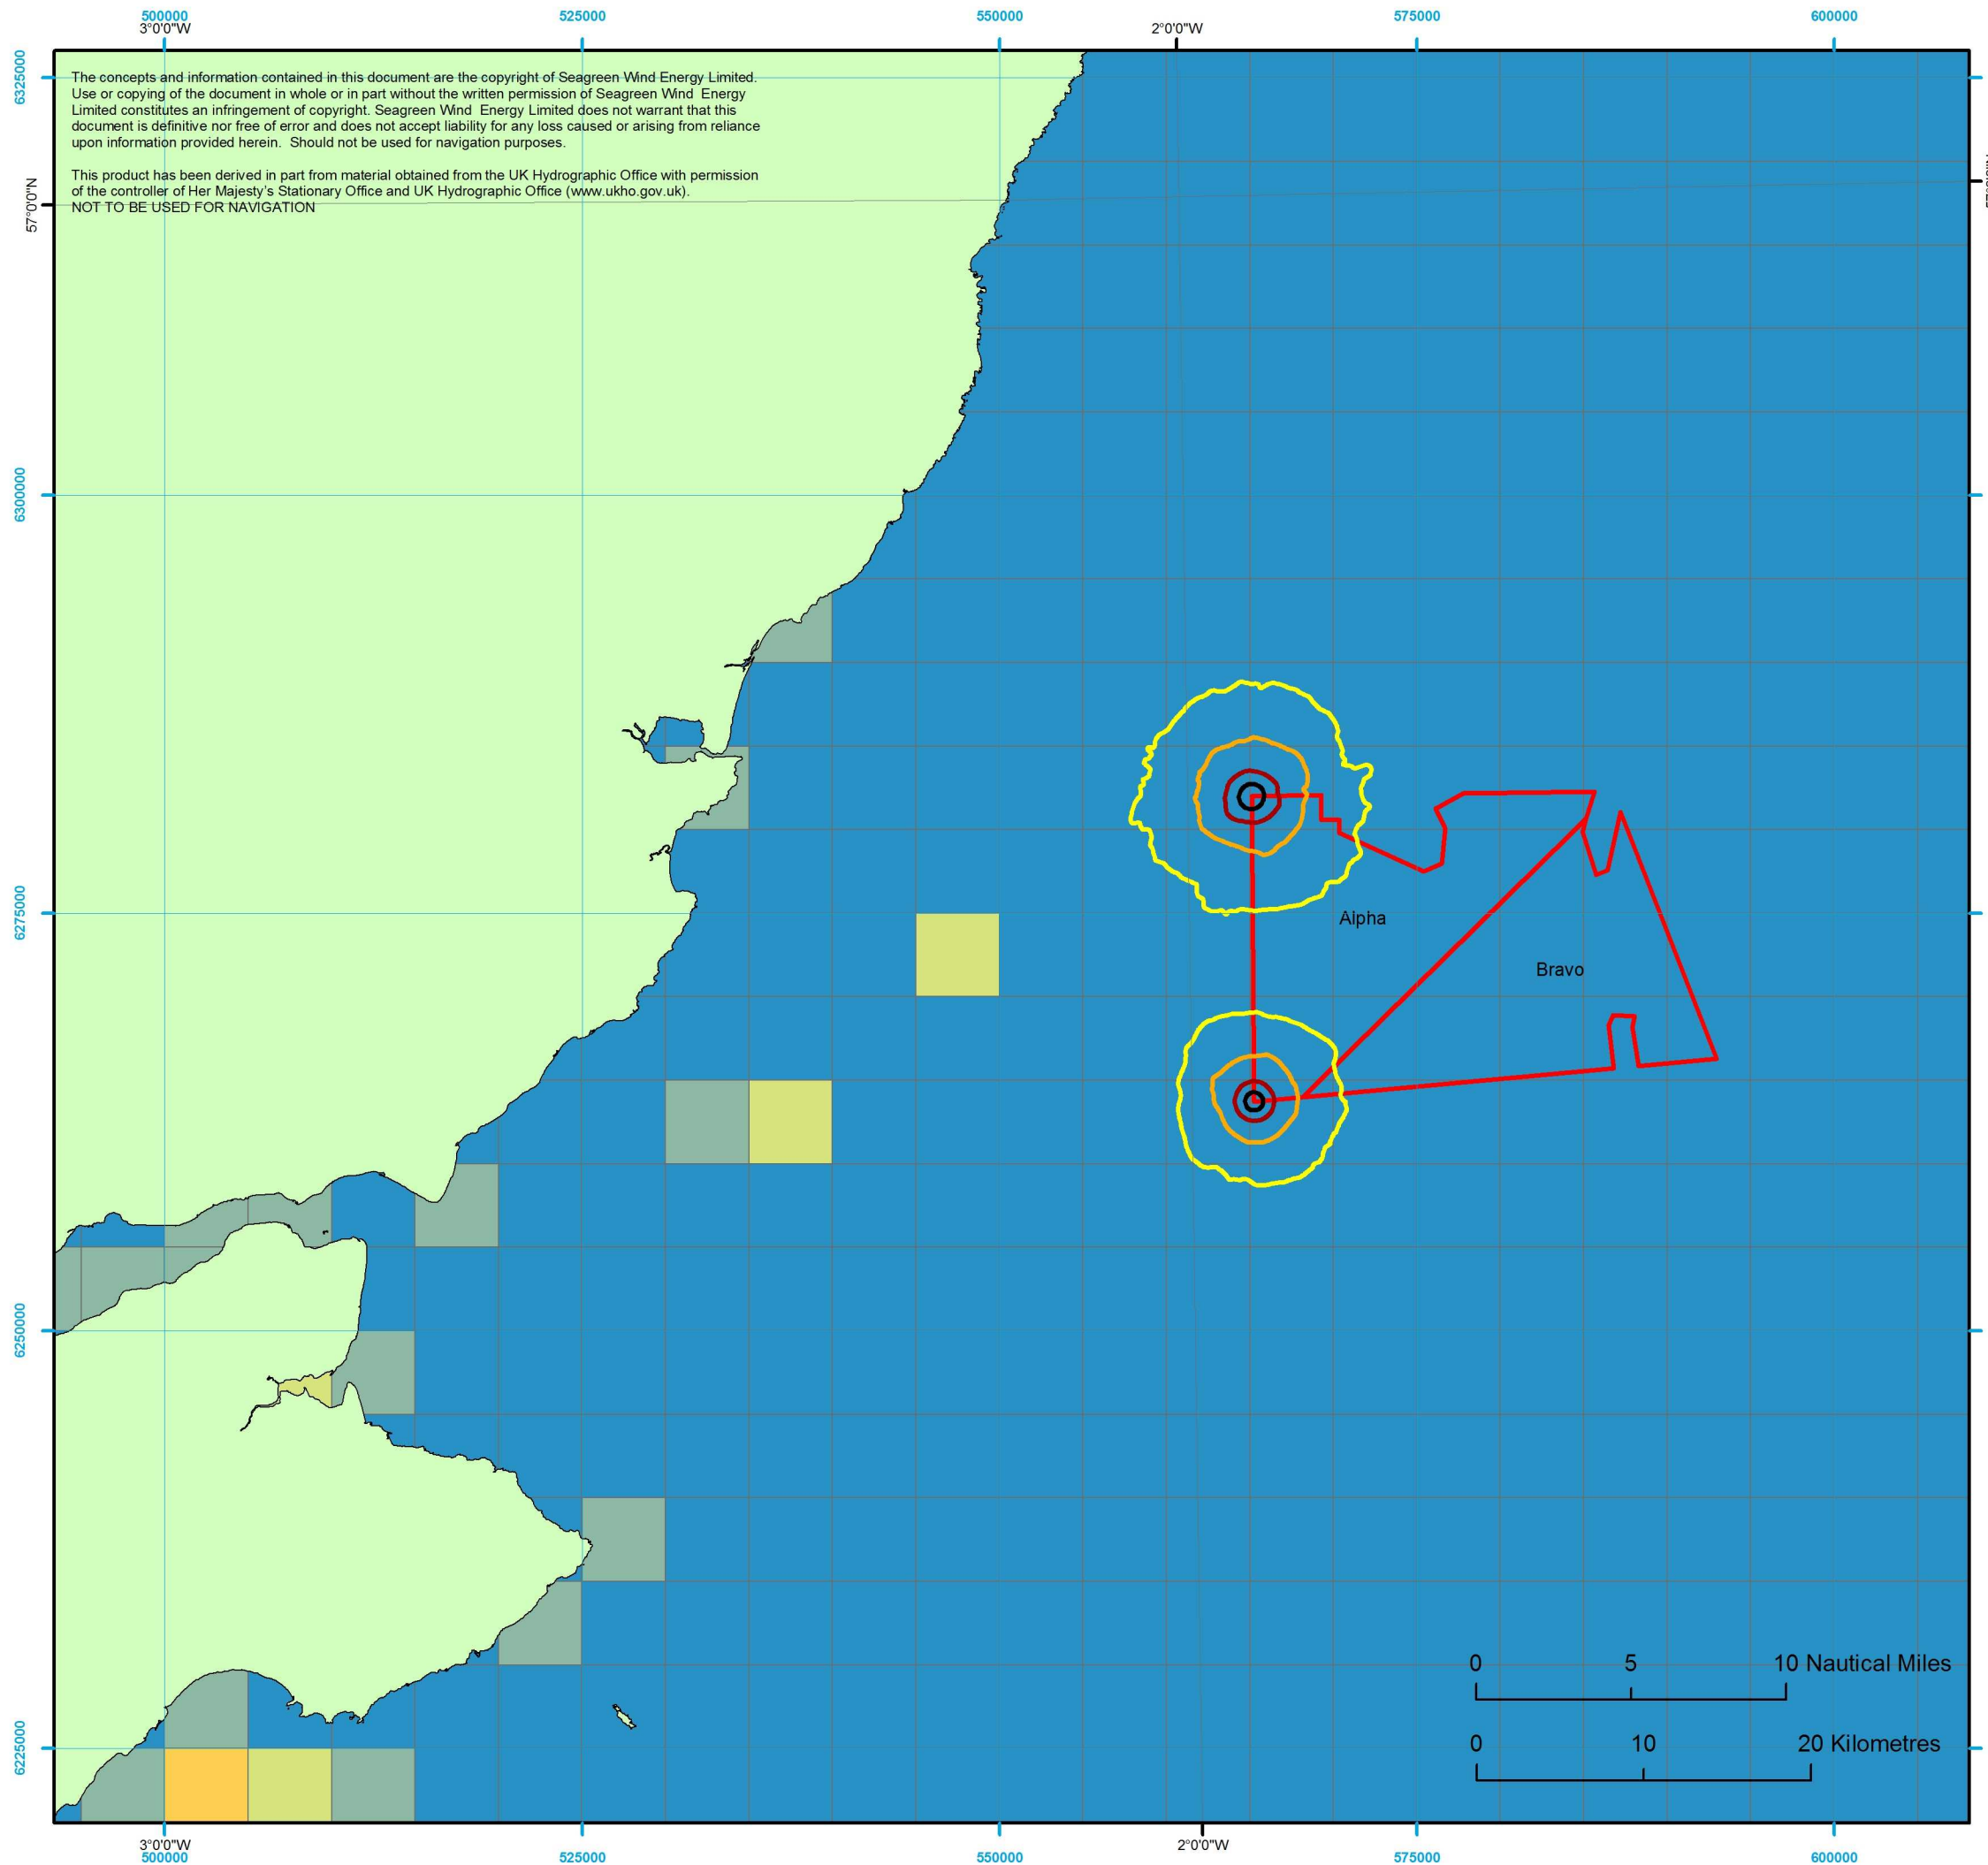 500000 525000 550000 575000 600000
3°0'0"W 2°0'0"W
6325000
The concepts and information contained in this document are the copyright of Seagreen Wind Energy Limited.
Use or copying of the document in whole or in part without the written permission of Seagreen Wind Energy
Limited constitutes an infringement of copyright. Seagreen Wind Energy Limited does not warrant that this
document is definitive nor free of error and does not accept liability for any loss caused or arising from reliance
upon information provided herein. Should not be used for navigation purposes.
This product has been derived in part from material obtained from the UK Hydrographic Office with permission
of the controller of Her Majesty's Stationary Office and UK Hydrographic Office (www.ukho.gov.uk).
57°0'0"N
NOT TO BE USED FOR NAVIGATION
6300000
6275000
Alpha
Bravo
6250000
0 5 10 Nautical Miles
6225000
0 10 20 Kilometres
3°0'0"W 2°0'0"W
500000 525000 550000 575000 600000